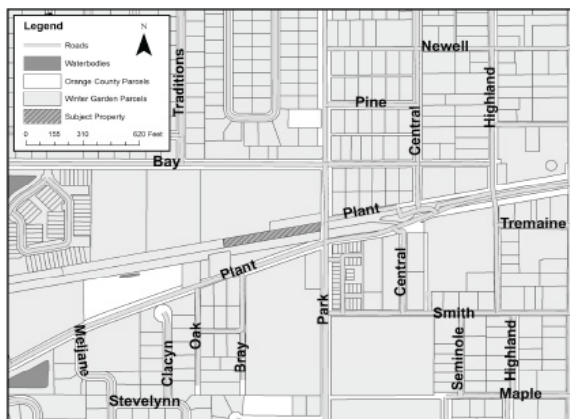 Legend
N
Roads
Waterbodies
Orange County Parcels
Winter Garden Parcels
Subject Property
0 155 310 620 Feet
Traditions
Newell
Pine
Central
Highland
Bay
Plant
Tremaine
Plant
Central
Park
Smith
Meljane
Clacyn
Oak
Bray
Seminole
Highland
Stevelynn
Maple